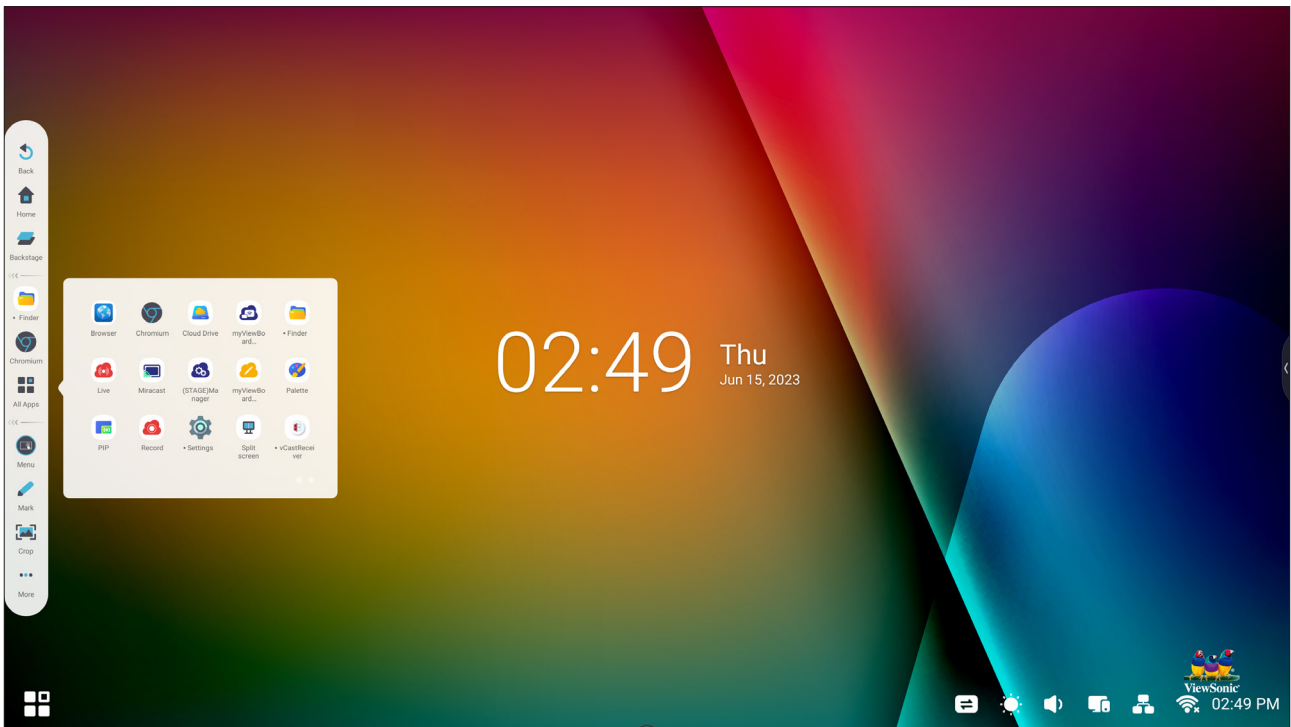 Back
Home
Backstage
• Finder
Chromium
All Apps
Menu
Mark
Crop
More
Browser
Chromium
Cloud Drive
myViewBo
ard...
• Finder
Live
Miracast
(STAGE)Ma
nager
myViewBo
ard...
Palette
PIP
Record
• Settings
Split
screen
• vCastRecei
ver
02:49
Thu
Jun 15, 2023
ViewSonic
02:49 PM